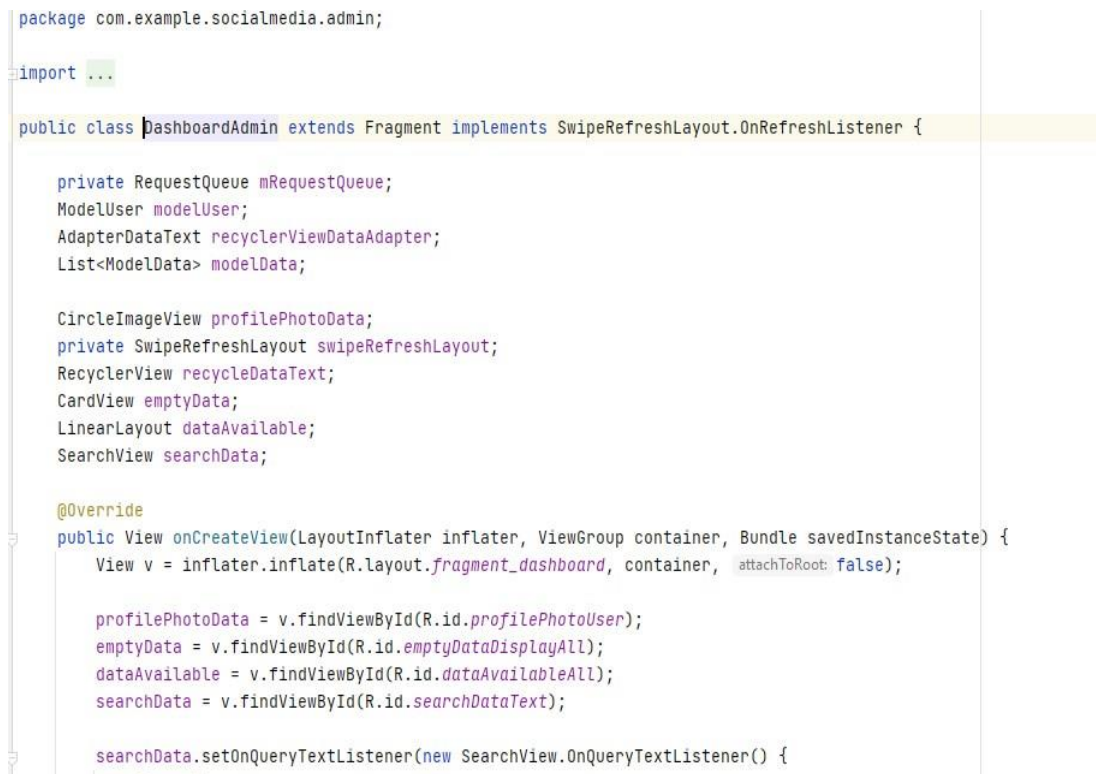 package com.example.socialmedia.admin;
import ...
public class DashboardAdmin extends Fragment implements SwipeRefreshLayout.OnRefreshListener {
private RequestQueue mRequestQueue;
ModelUser modelUser;
AdapterDataText recyclerViewDataAdapter;
List<ModelData> modelData;
CircleImageView profilePhotoData;
private SwipeRefreshLayout swipeRefreshLayout;
RecyclerView recycleDataText;
CardView emptyData;
LinearLayout dataAvailable;
SearchView searchData;
@Override
public View onCreateView(LayoutInflater inflater, ViewGroup container, Bundle savedInstanceState) {
View v = inflater.inflate(R.layout.fragment_dashboard, container, attachToRoot: false);
profilePhotoData = v.findViewById(R.id.profilePhotoUser);
emptyData = v.findViewById(R.id.emptyDataDisplayAll);
dataAvailable = v.findViewById(R.id.dataAvailableAll);
searchData = v.findViewById(R.id.searchDataText);
searchData.setOnQueryTextListener(new SearchView.OnQueryTextListener() {